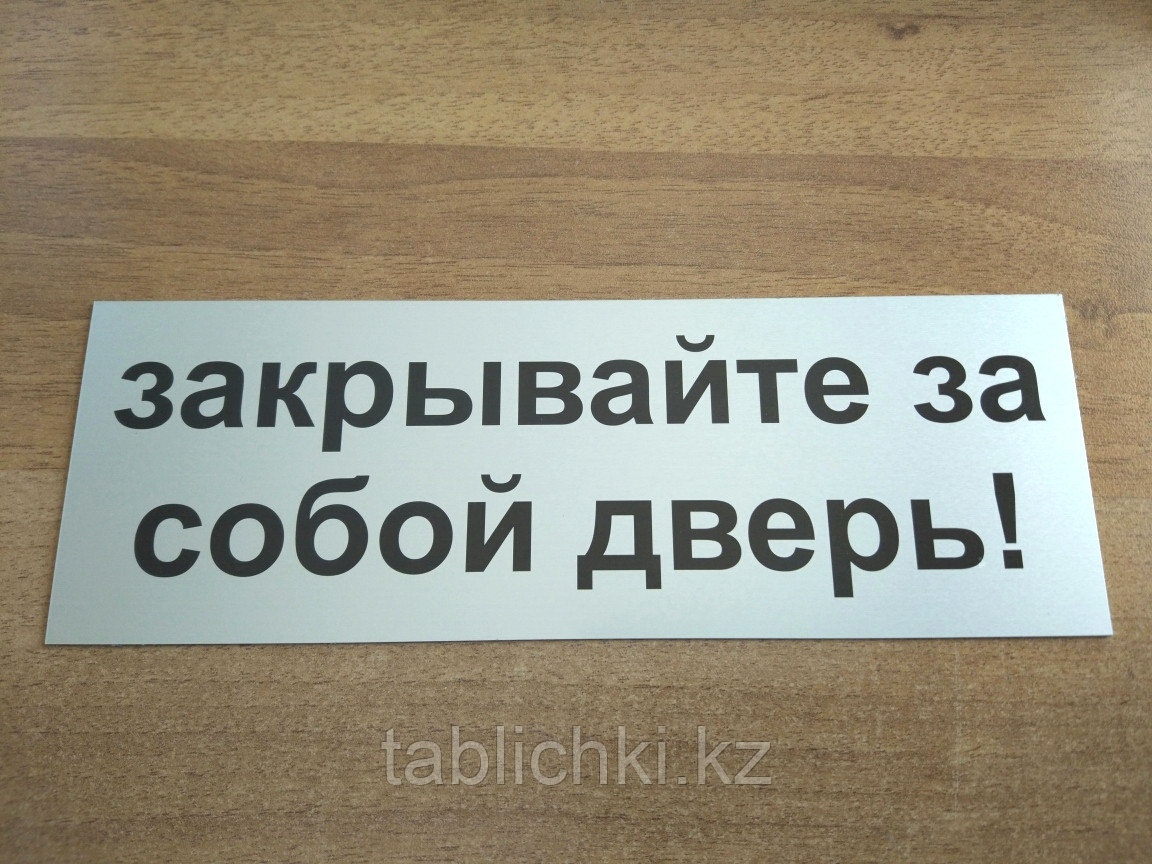 закрывайте за
собой дверь!
tablichki.kz